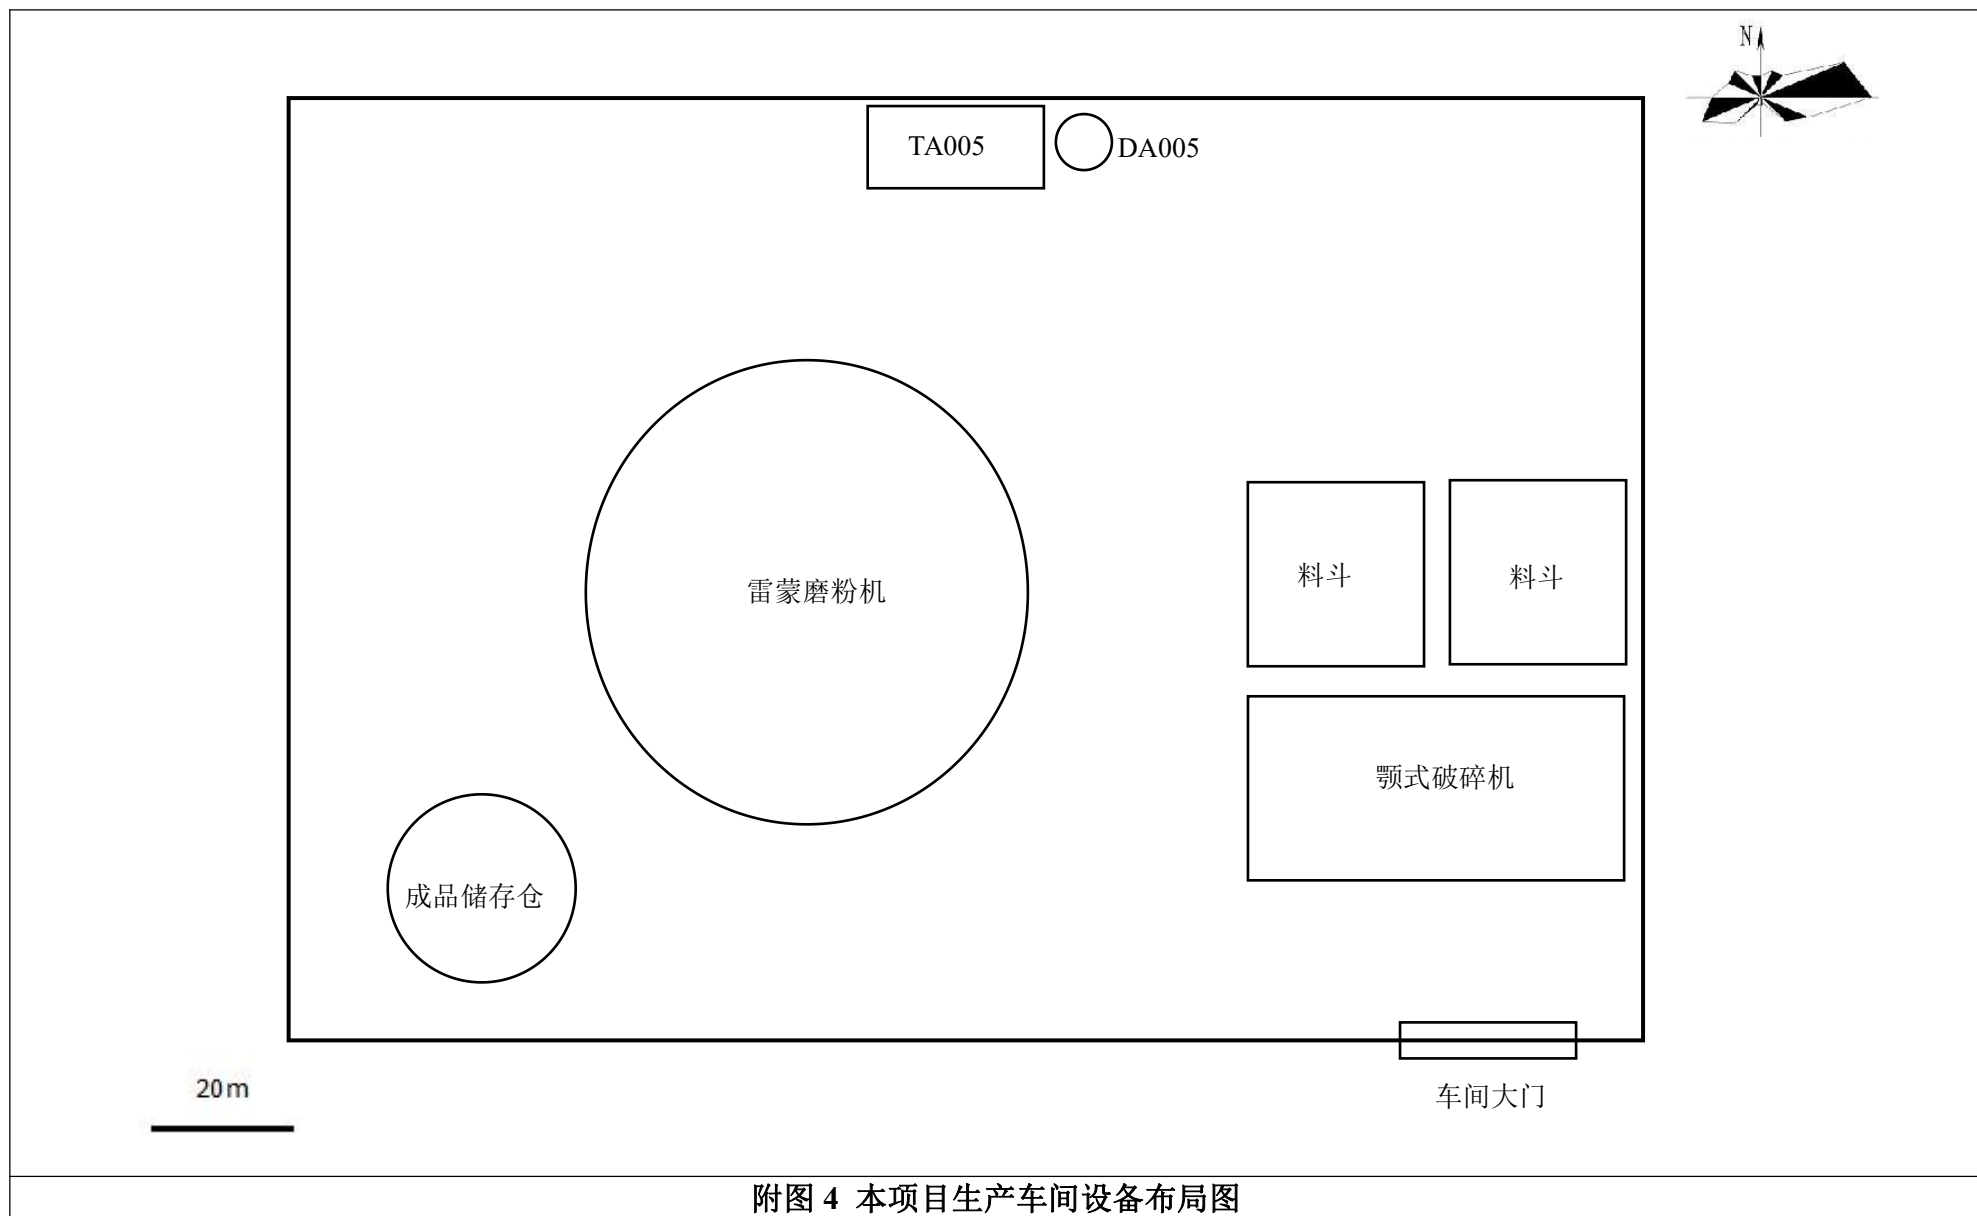 N
TA005
DA005
料斗
料斗
雷蒙磨粉机
颚式破碎机
成品储存仓
20m
车间大门
附图 4 本项目生产车间设备布局图